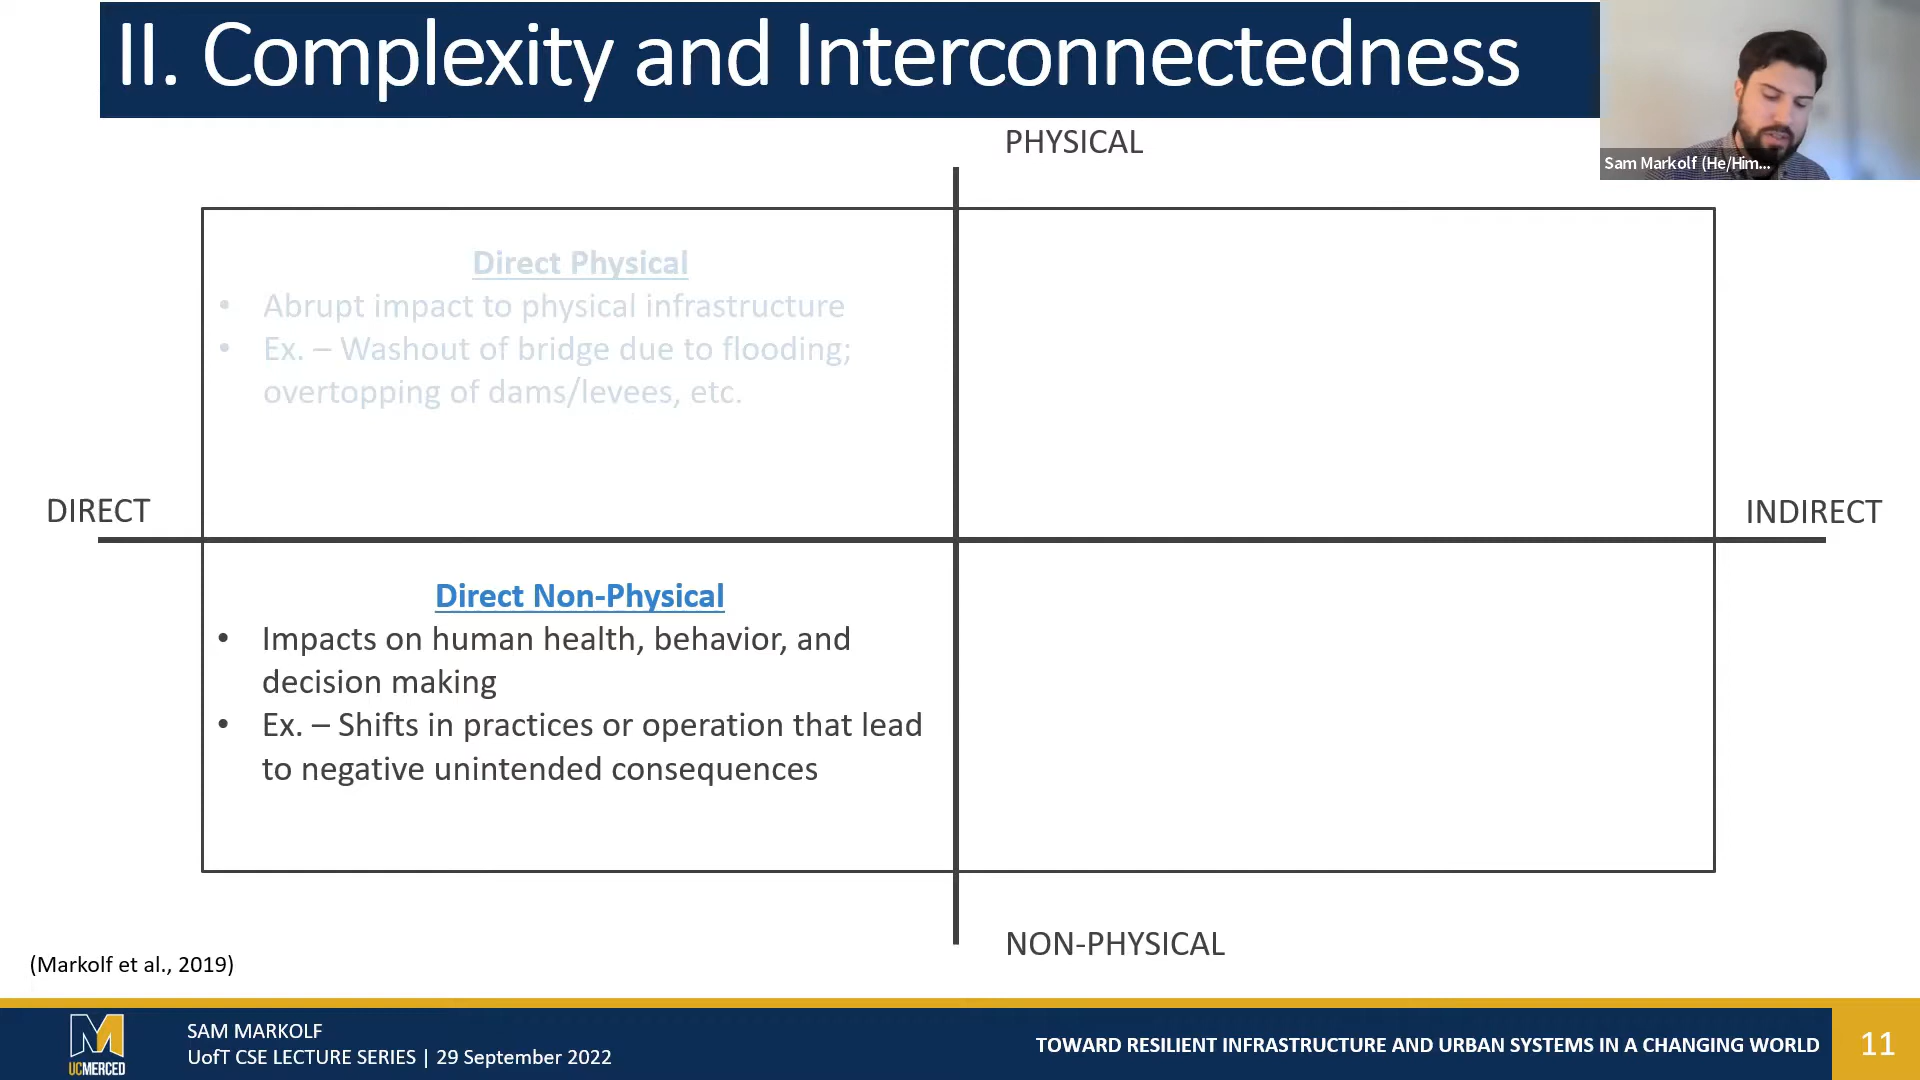 II. Complexity and Interconnectedness
Sam Markolf (He/Him...
PHYSICAL
Direct Physical
• Abrupt impact to physical infrastructure
• Ex. – Washout of bridge due to flooding;
overtopping of dams/levees, etc.
DIRECT
INDIRECT
Direct Non-Physical
• Impacts on human health, behavior, and
decision making
• Ex. – Shifts in practices or operation that lead
to negative unintended consequences
NON-PHYSICAL
(Markolf et al., 2019)
UCMERCED
SAM MARKOLF
UofT CSE LECTURE SERIES | 29 September 2022
TOWARD RESILIENT INFRASTRUCTURE AND URBAN SYSTEMS IN A CHANGING WORLD
11